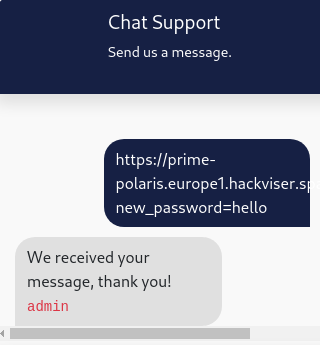 Chat Support
Send us a message.
https://prime-
polaris.europe1.hackviser.sp
new_password=hello
We received your
message, thank you!
admin